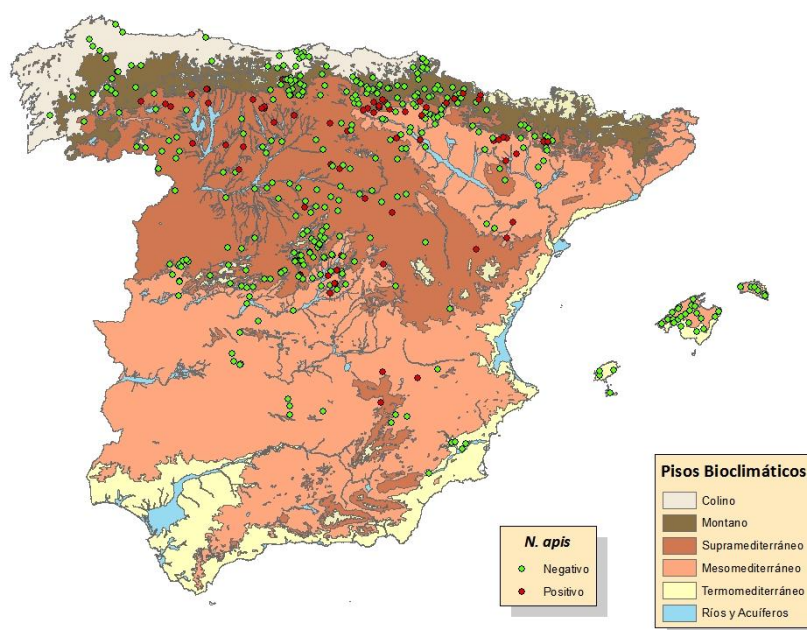 N. apis
Negativo
Positivo
Pisos Bioclimáticos
Colino
Montano
Supramediterráneo
Mesomediterráneo
Termomediterráneo
Ríos y Acuíferos